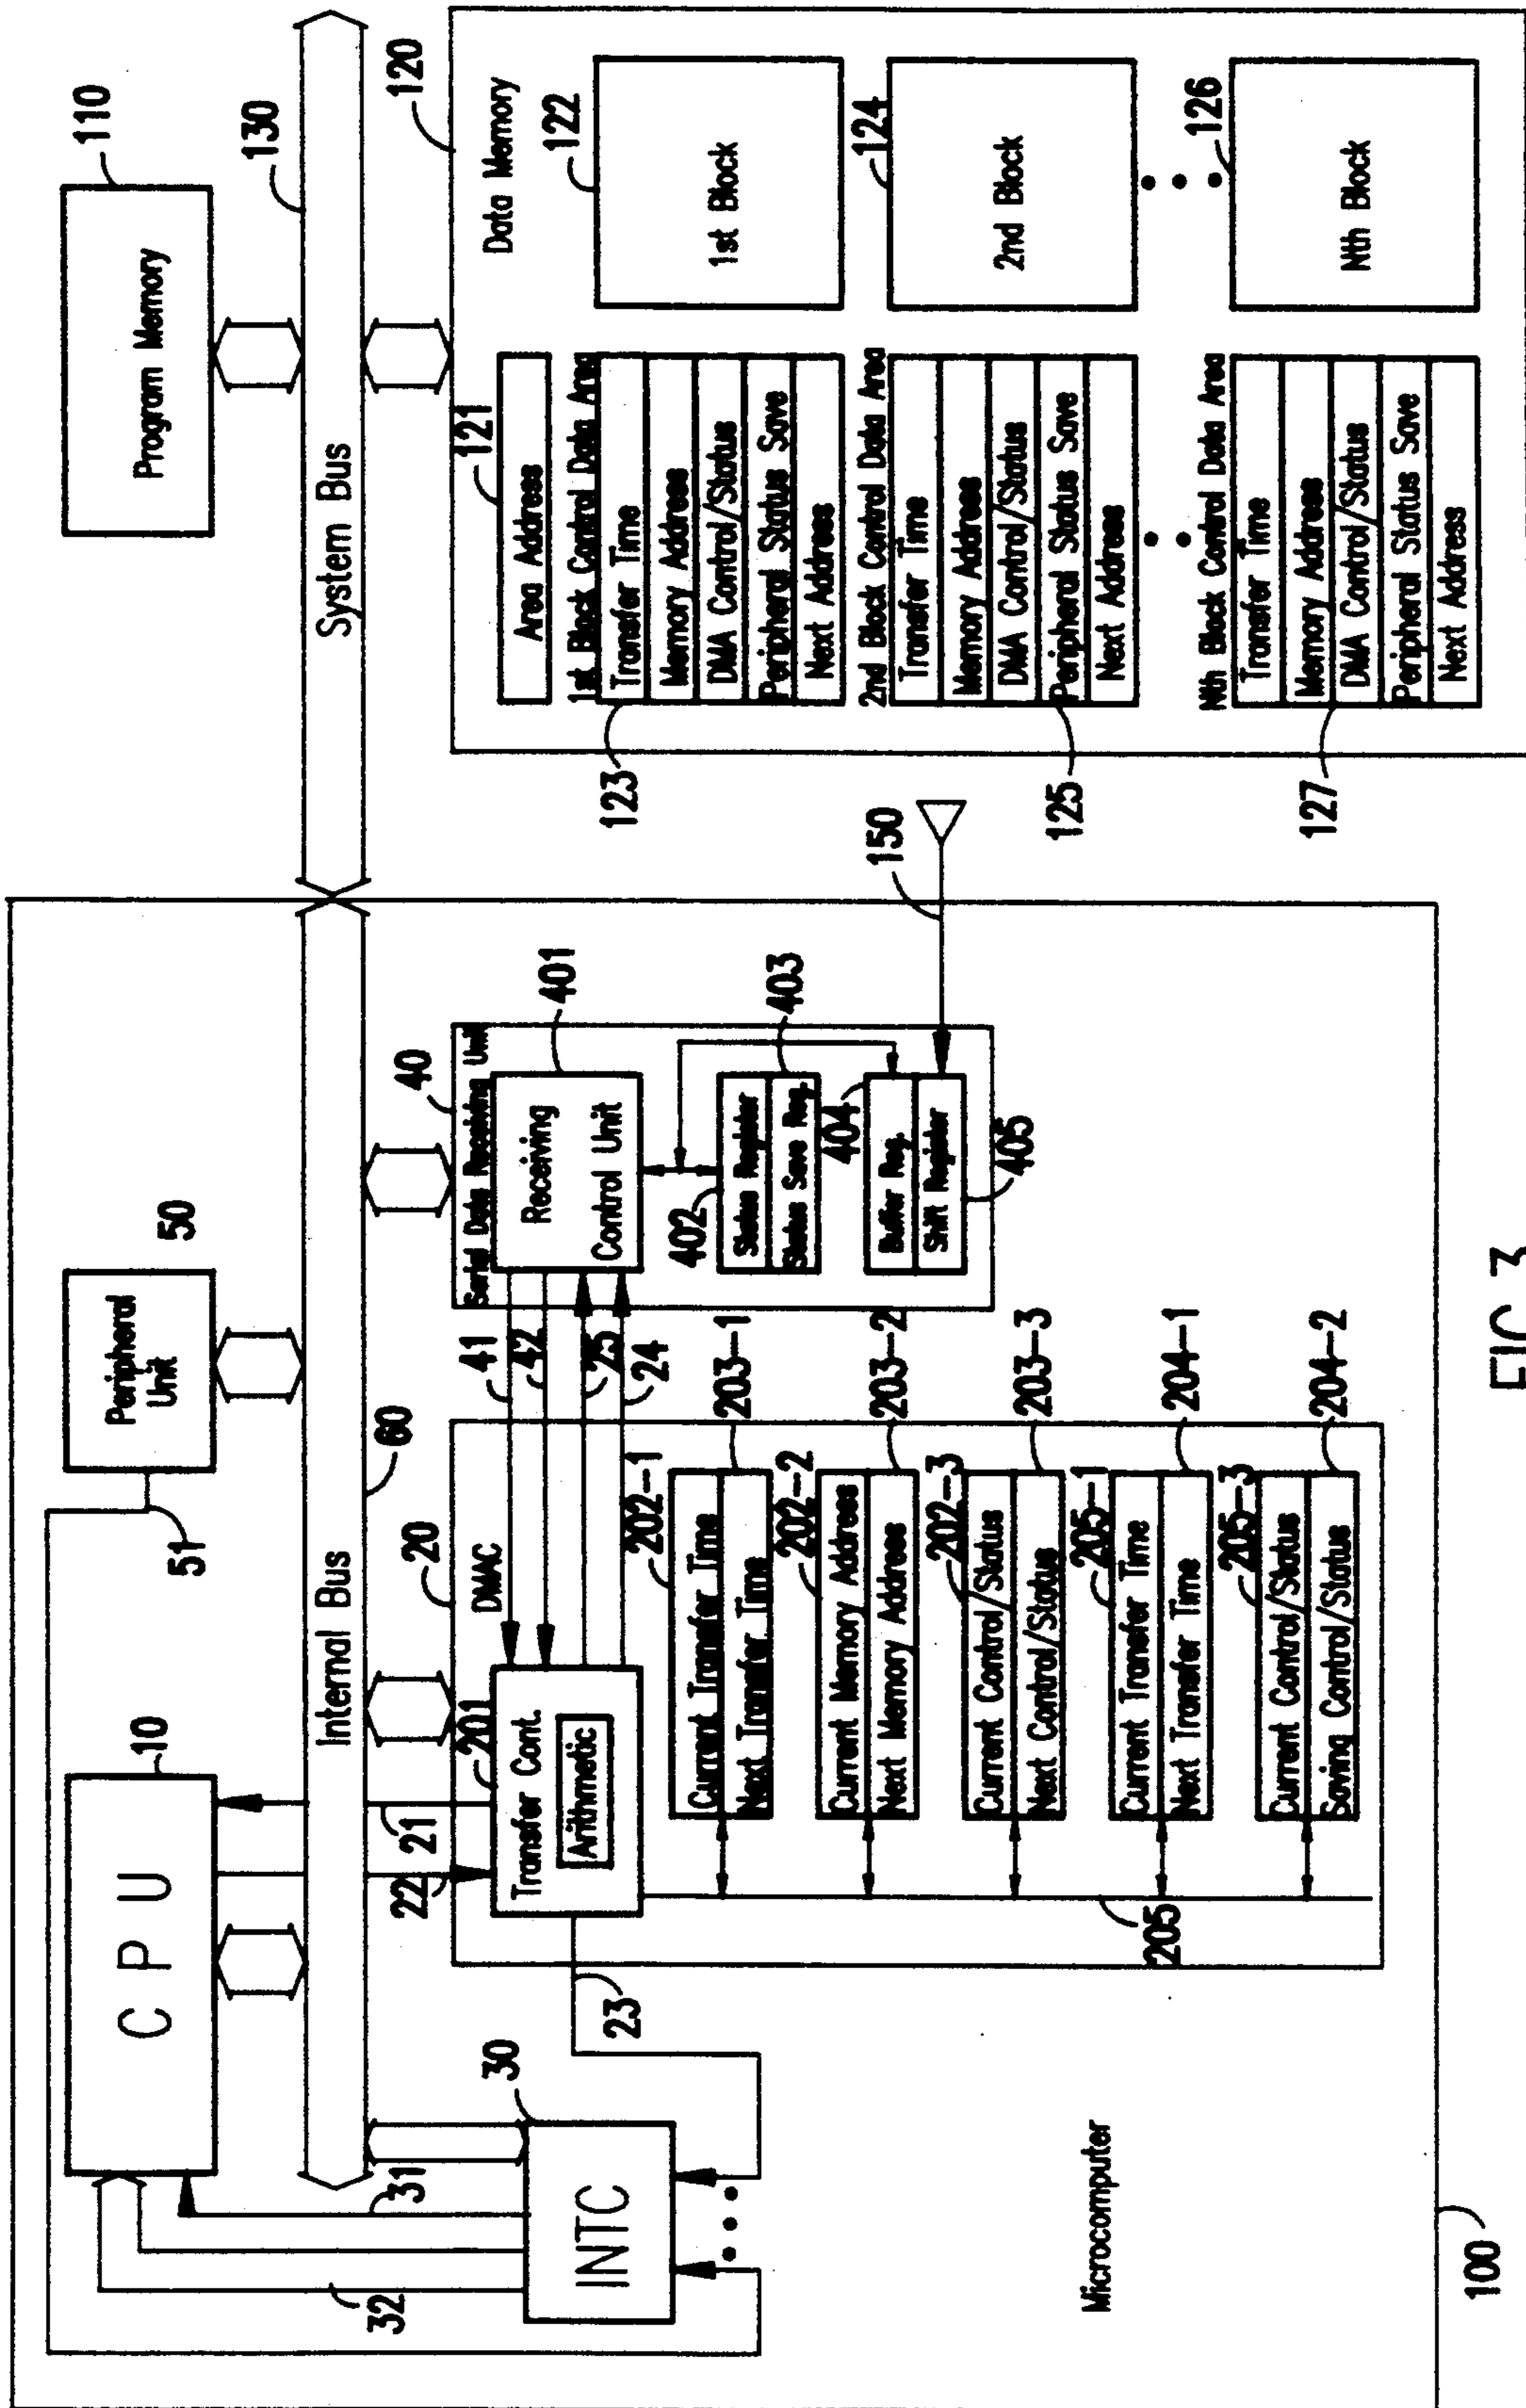 110
Program Memory
130
System Bus
120
Data Memory
121
Area Address
122
1st Block
1st Block Control Data Area
Transfer Time
Memory Address
DMA Control/Status
Peripheral Status Save
Next Address
123
124
2nd Block
2nd Block Control Data Area
Transfer Time
Memory Address
DMA Control/Status
Peripheral Status Save
Next Address
125
126
Nth Block
Nth Block Control Data Area
Transfer Time
Memory Address
DMA Control/Status
Peripheral Status Save
Next Address
127
150
10
C P U
50
Peripheral
Unit
51
Internal Bus
60
40
Serial Data Receiving Unit
401
Receiving
Control Unit
402
Status Register
Status Save Reg.
403
404
Buffer Reg.
Shift Register
405
41
42
25
24
20
DMAC
201
Transfer Cont.
Arithmetic
21
22
23
202-1
Current Transfer Time
Next Transfer Time
203-1
202-2
Current Memory Address
Next Memory Address
203-2
202-3
Current Control/Status
Next Control/Status
203-3
205-1
Current Transfer Time
Next Transfer Time
204-1
205-3
Current Control/Status
Saving Control/Status
204-2
205
30
INTC
31
32
Microcomputer
100
FIG. 3